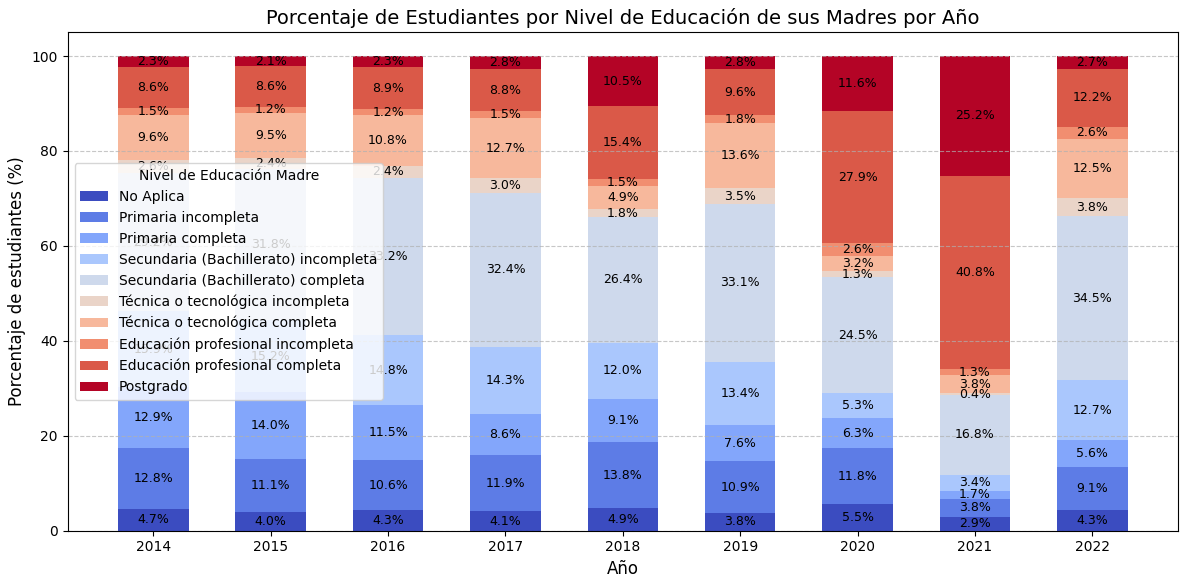 Porcentaje de Estudiantes por Nivel de Educación de sus Madres por Año
Porcentaje de estudiantes (%)
100
80
60
40
20
0
2.3% 2.1% 2.3% 2.8% 10.5% 2.8% 11.6% 25.2% 2.7%
8.6% 8.6% 8.9% 8.8% 15.4% 9.6% 27.9% 40.8% 12.2%
1.5% 1.2% 1.2% 1.5% 1.5% 1.8% 2.6% 1.3% 2.6%
9.6% 9.5% 10.8% 12.7% 4.9% 13.6% 3.2% 3.8% 12.5%
2.6% 2.4% 2.4% 3.0% 1.8% 3.5% 1.3% 0.4% 3.8%
31.8% 33.2% 32.4% 26.4% 33.1% 24.5% 16.8% 34.5%
15.2% 14.8% 14.3% 12.0% 13.4% 5.3% 3.4% 12.7%
12.9% 14.0% 11.5% 8.6% 9.1% 7.6% 6.3% 1.7% 5.6%
12.8% 11.1% 10.6% 11.9% 13.8% 10.9% 11.8% 3.8% 9.1%
4.7% 4.0% 4.3% 4.1% 4.9% 3.8% 5.5% 2.9% 4.3%
Nivel de Educación Madre
No Aplica
Primaria incompleta
Primaria completa
Secundaria (Bachillerato) incompleta
Secundaria (Bachillerato) completa
Técnica o tecnológica incompleta
Técnica o tecnológica completa
Educación profesional incompleta
Educación profesional completa
Postgrado
2014 2015 2016 2017 2018 2019 2020 2021 2022
Año